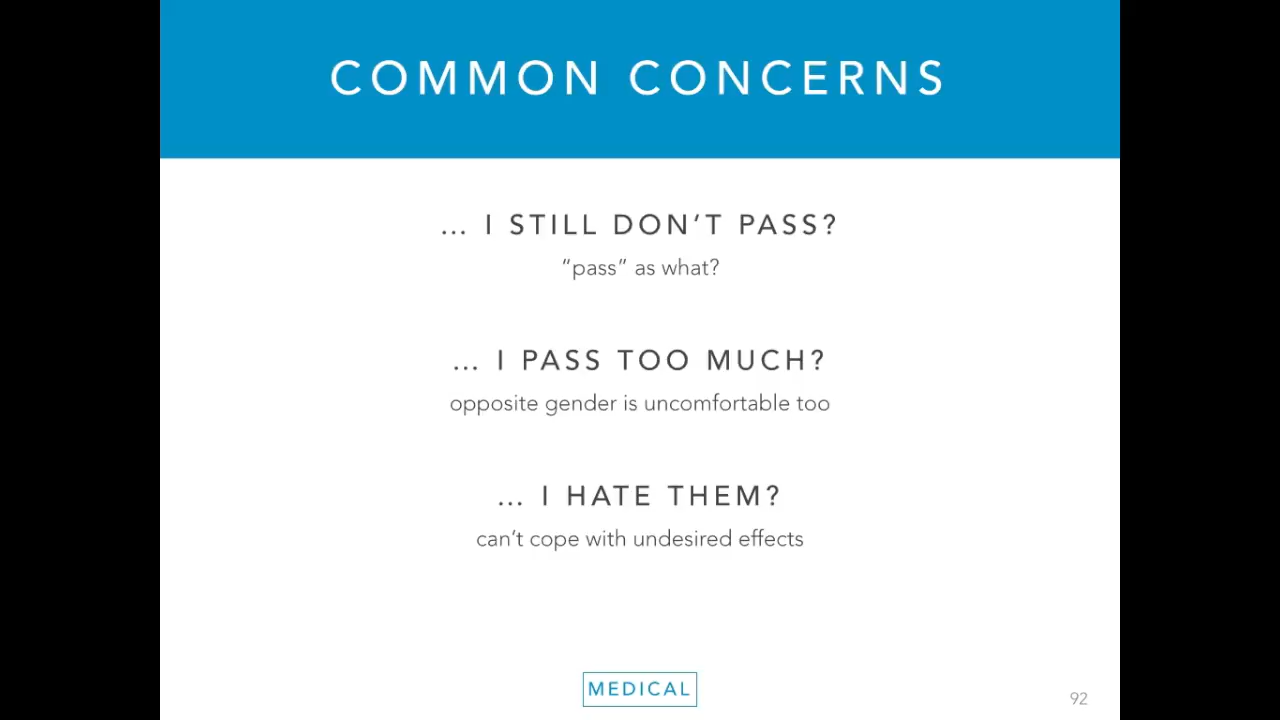 COMMON CONCERNS
... I STILL DON’T PASS?
“pass” as what?
... I PASS TOO MUCH?
opposite gender is uncomfortable too
... I HATE THEM?
can’t cope with undesired effects
MEDICAL
92